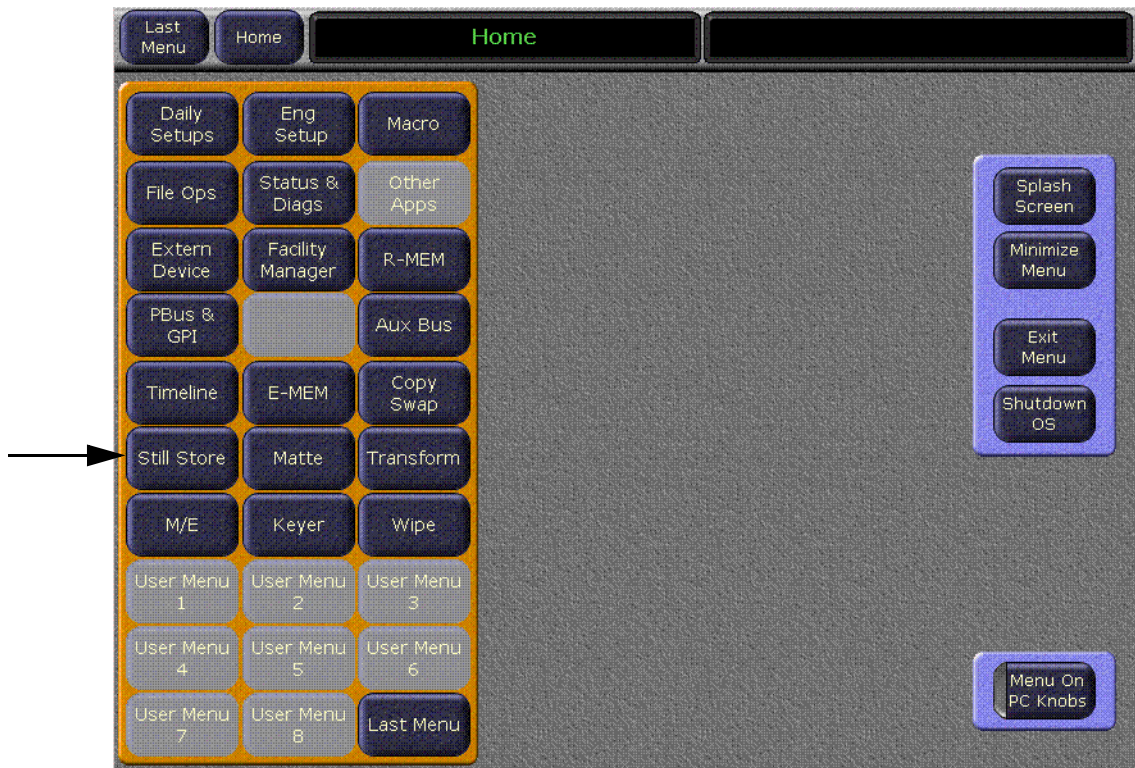 Last
Menu
Home
Home
Daily
Setups
Eng
Setup
Macro
File Ops
Status &
Diags
Other
Apps
Extern
Device
Facility
Manager
R-MEM
PBus &
GPI
Aux Bus
Timeline
E-MEM
Copy
Swap
Still Store
Matte
Transform
M/E
Keyer
Wipe
User Menu
1
User Menu
2
User Menu
3
User Menu
4
User Menu
5
User Menu
6
User Menu
7
User Menu
8
Last Menu
Splash
Screen
Minimize
Menu
Exit
Menu
Shutdown
OS
Menu On
PC Knobs